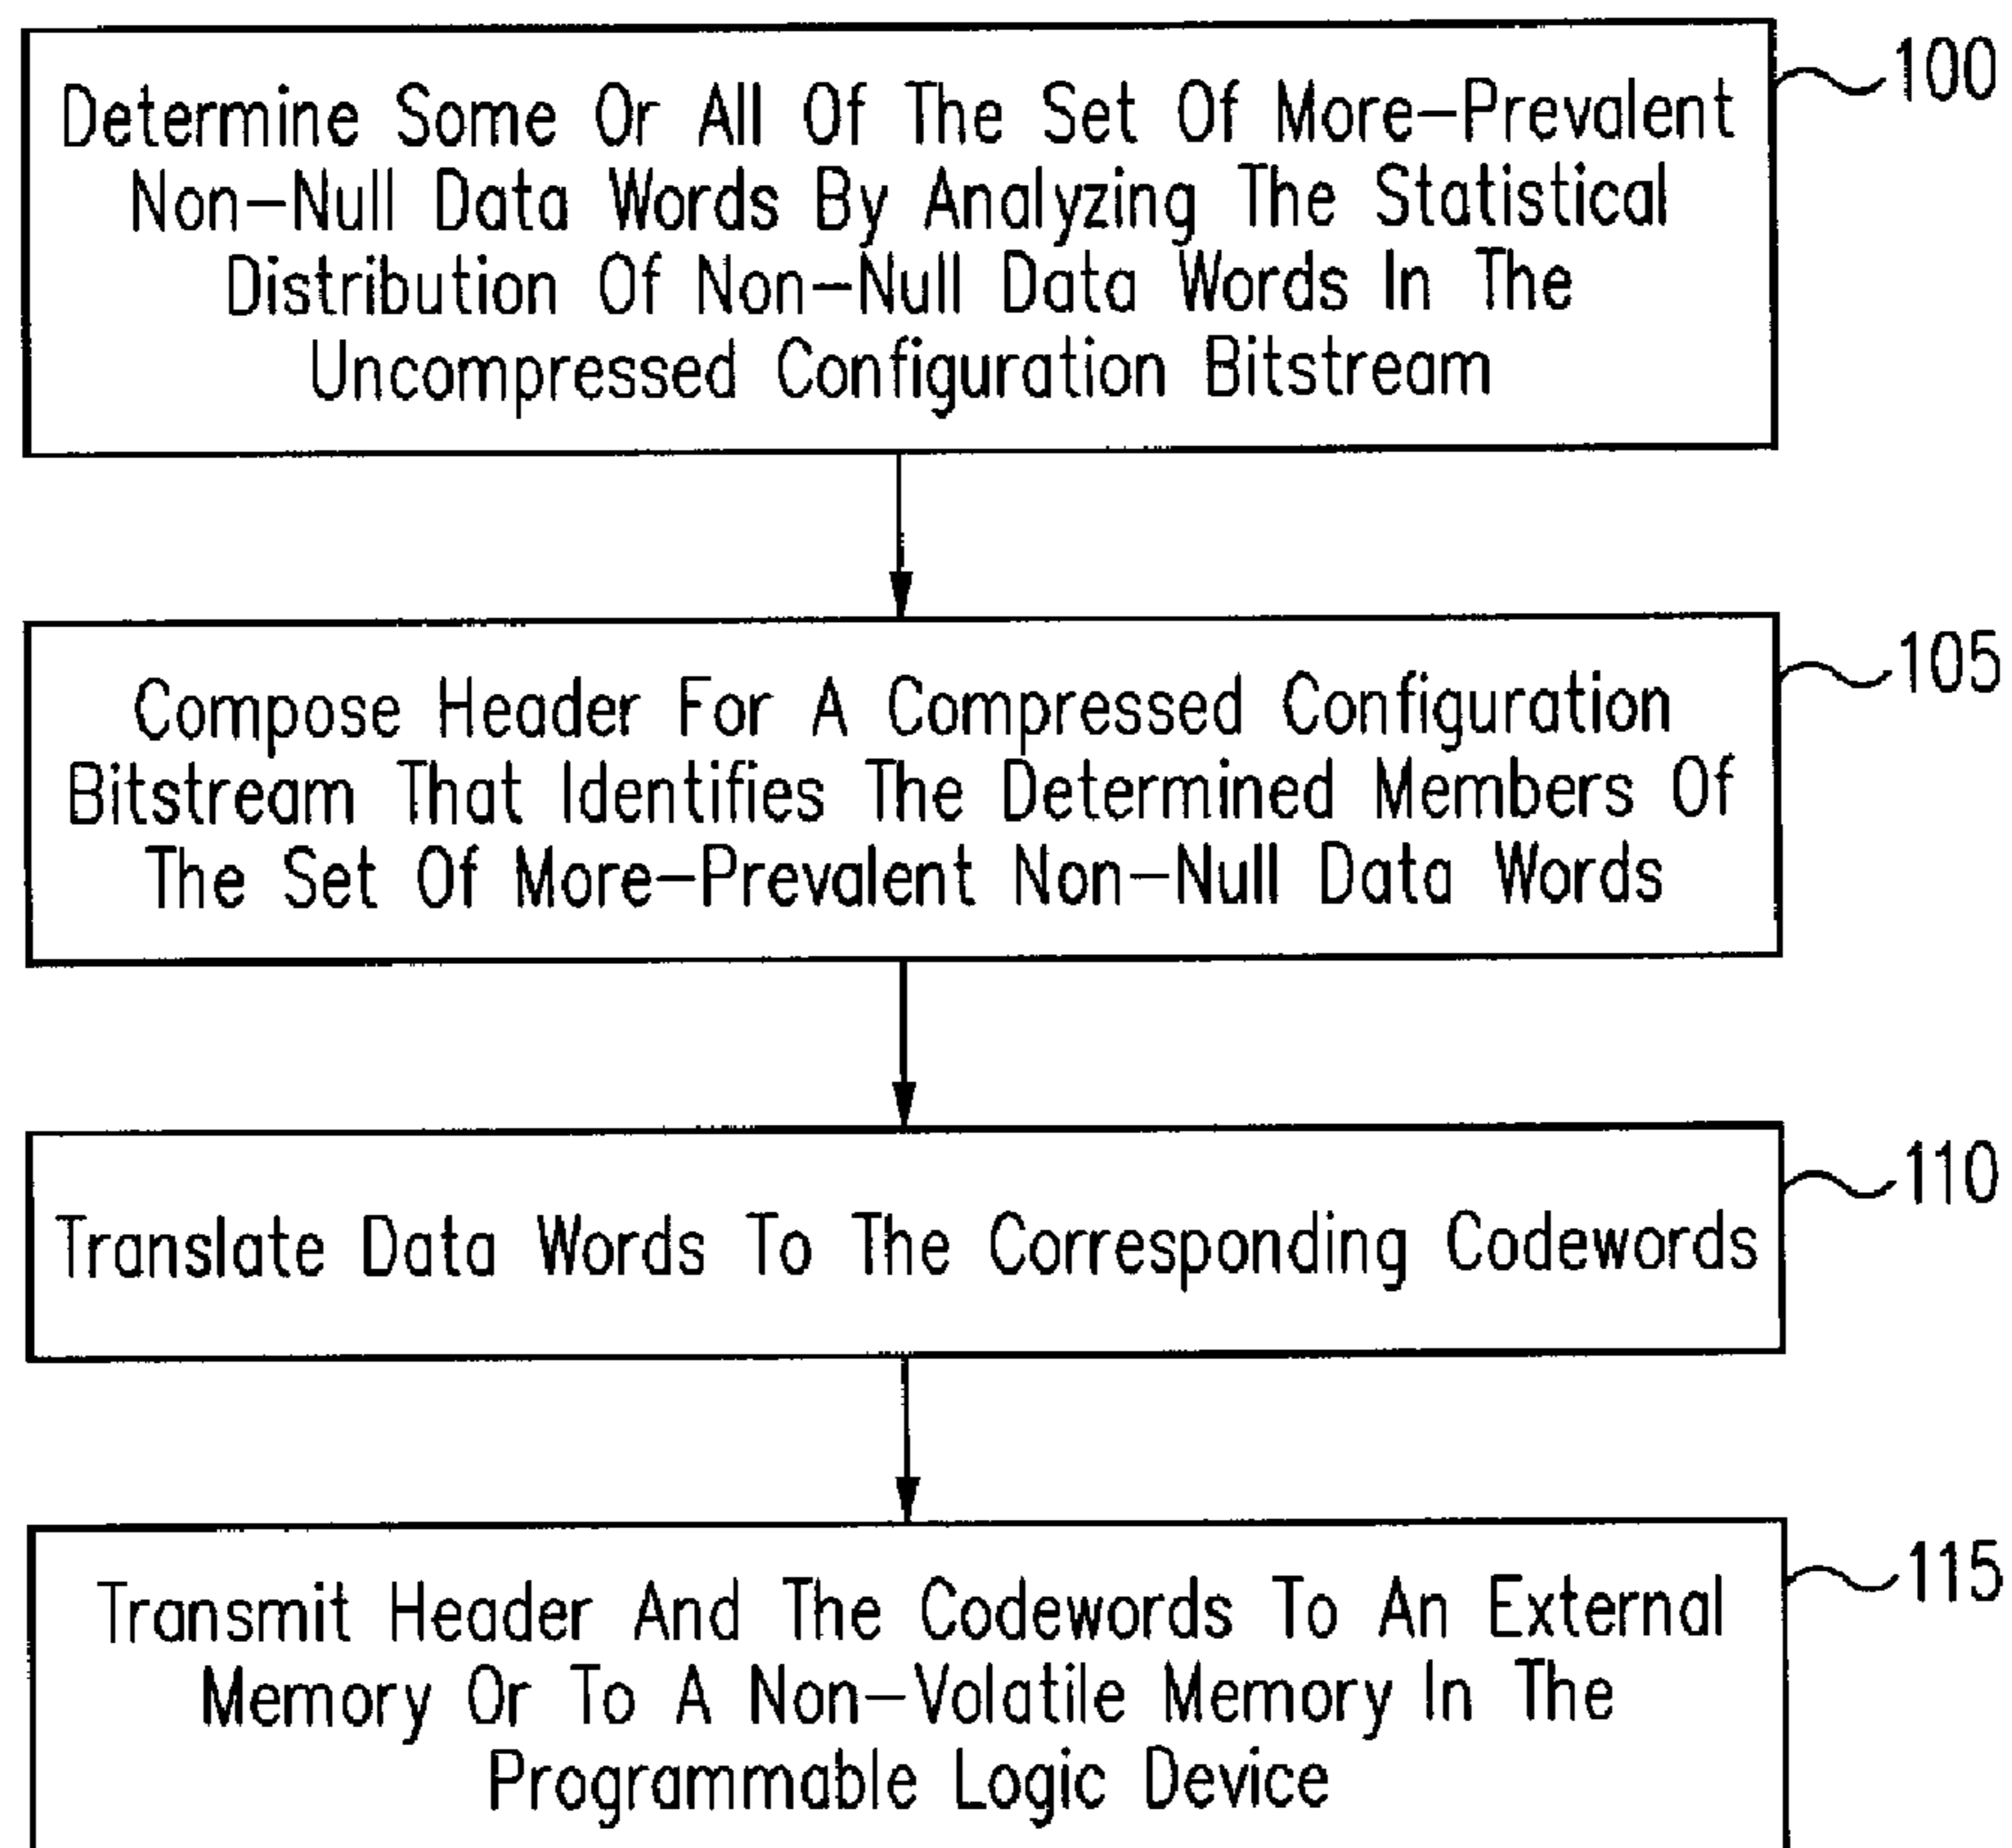 Determine Some Or All Of The Set Of More-Prevalent
Non-Null Data Words By Analyzing The Statistical
Distribution Of Non-Null Data Words In The
Uncompressed Configuration Bitstream
100
Compose Header For A Compressed Configuration
Bitstream That Identifies The Determined Members Of
The Set Of More-Prevalent Non-Null Data Words
105
Translate Data Words To The Corresponding Codewords
110
Transmit Header And The Codewords To An External
Memory Or To A Non-Volatile Memory In The
Programmable Logic Device
115